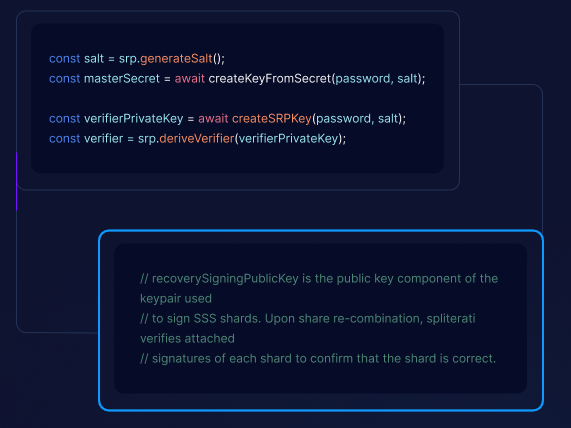 const salt = srp.generateSalt();
const masterSecret = await createKeyFromSecret(password, salt);
const verifierPrivateKey = await createSRPKey(password, salt);
const verifier = srp.deriveVerifier(verifierPrivateKey);
// recoverySigningPublicKey is the public key component of the
keypair used
// to sign SSS shards. Upon share re-combination, spliterati
verifies attached
// signatures of each shard to confirm that the shard is correct.